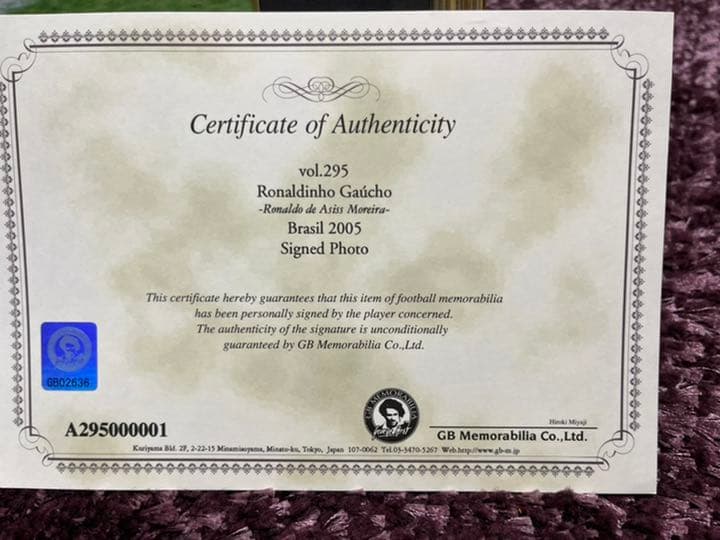 Certificate of Authenticity
vol.295
Ronaldinho Gaúcho
-Ronaldo de Asiss Moreira-
Brasil 2005
Signed Photo
This certificate hereby guarantees that this item of football memorabilia
has been personally signed by the player concerned.
The authenticity of the signature is unconditionally
guaranteed by GB Memorabilia Co.,Ltd.
GB02636
A295000001
GB MEMORABILIA
Hiroki Miyaji
GB Memorabilia Co.,Ltd.
Kuriyama Bld. 2F, 2-22-15 Minamiaoyama, Minato-ku, Tokyo, Japan 107-0062 Tel.03-3470-5267 Web.http://www.gb-m.jp